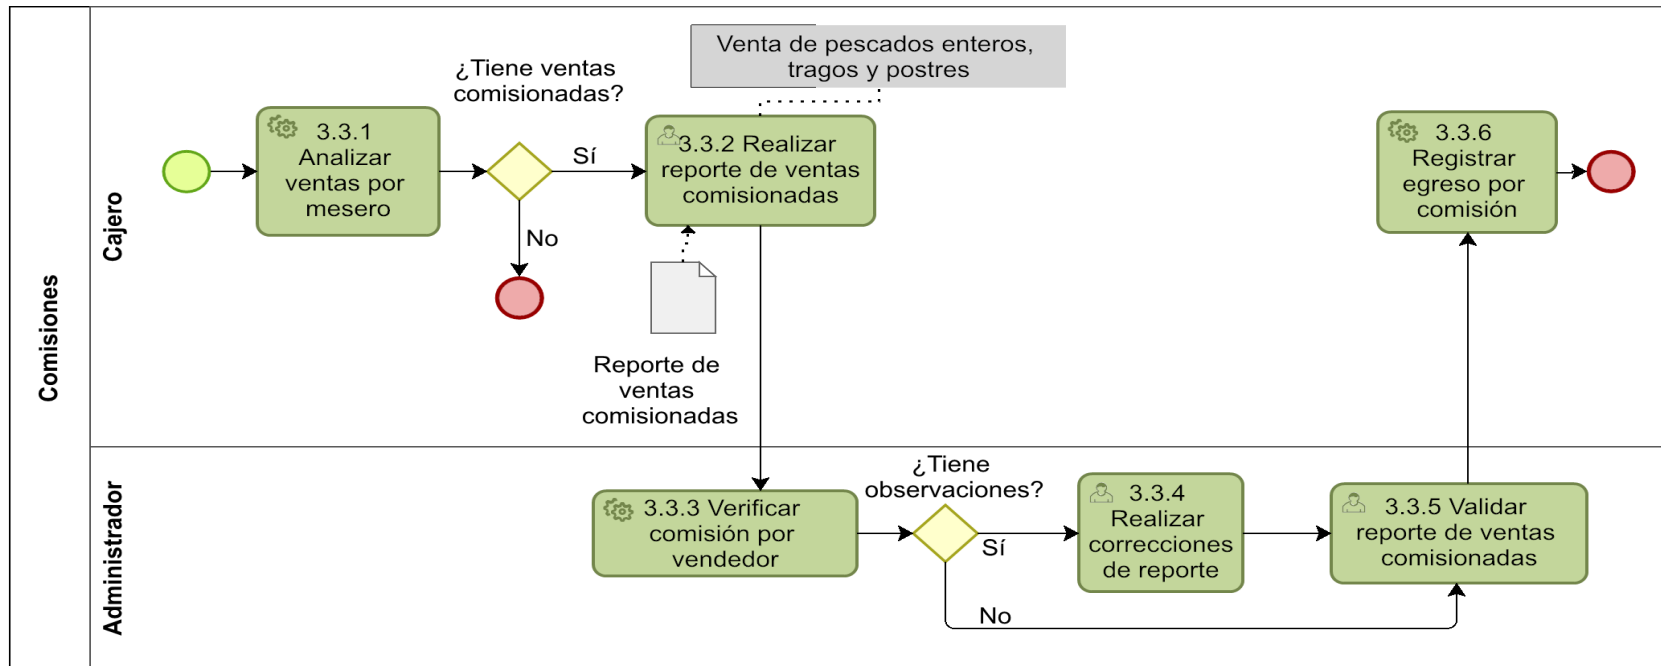 Comisiones
Cajero
3.3.1
Analizar
ventas por
mesero
¿Tiene ventas
comisionadas?
Sí
No
Venta de pescados enteros,
tragos y postres
3.3.2 Realizar
reporte de ventas
comisionadas
Reporte de
ventas
comisionadas
3.3.6
Registrar
egreso por
comisión
Administrador
3.3.3 Verificar
comisión por
vendedor
¿Tiene
observaciones?
Sí
No
3.3.4
Realizar
correcciones
de reporte
3.3.5 Validar
reporte de ventas
comisionadas